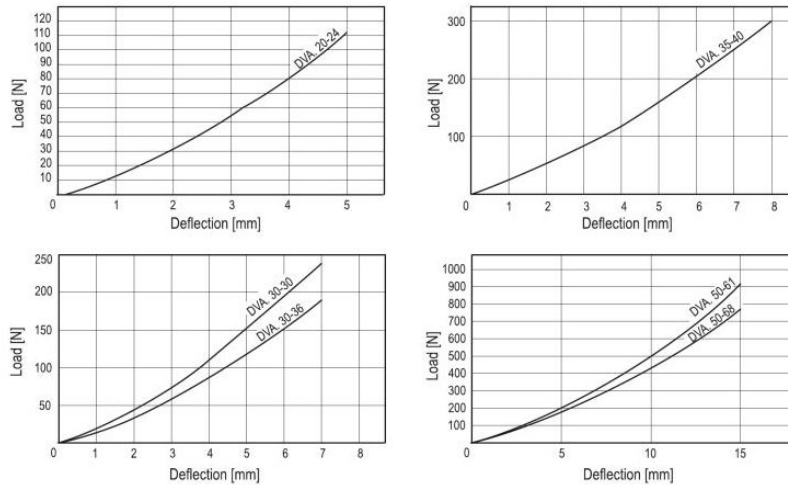 120
110
100
90
80
70
60
50
40
30
20
10
Load [N]
DVA. 20-24
0 1 2 3 4 5
Deflection [mm]
300
200
100
Load [N]
DVA. 35-40
0 1 2 3 4 5 6 7 8
Deflection [mm]
250
200
150
100
50
Load [N]
DVA. 30-30
DVA. 30-36
0 1 2 3 4 5 6 7 8
Deflection [mm]
1000
900
800
700
600
500
400
300
200
100
Load [N]
DVA. 50-61
DVA. 50-68
0 5 10 15
Deflection [mm]